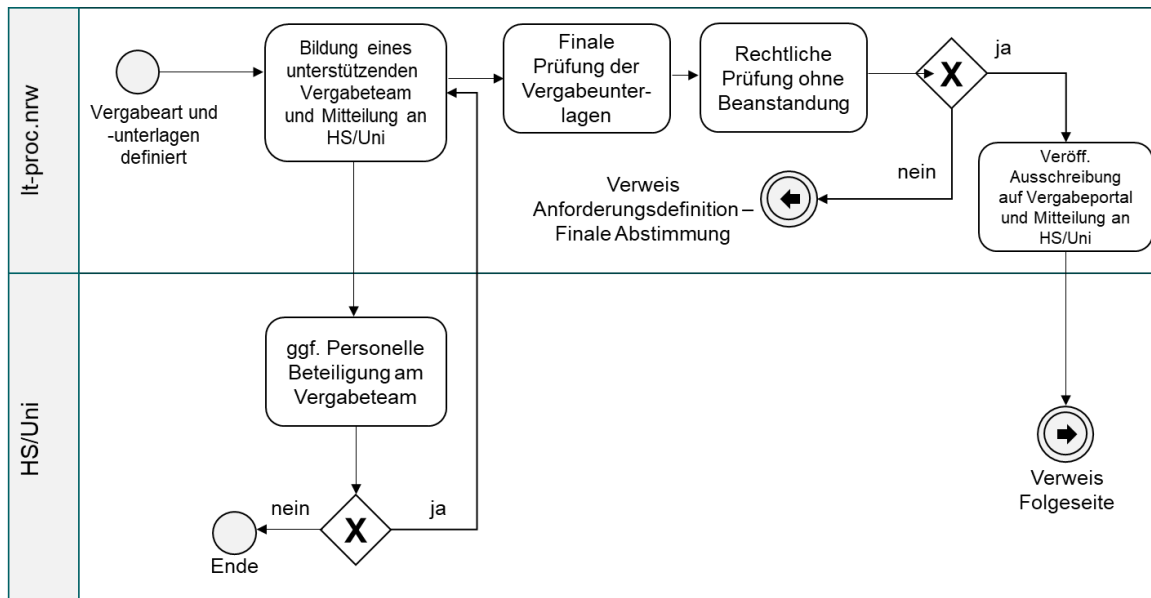 It-proc.nrw
Vergabeart und
-unterlagen
definiert
Bildung eines
unterstützenden
Vergabeteam
und Mitteilung an
HS/Uni
Finale
Prüfung der
Vergabeunter-
lagen
Rechtliche
Prüfung ohne
Beanstandung
X
ja
nein
Verweis
Anforderungsdefinition –
Finale Abstimmung
Veröff.
Ausschreibung
auf Vergabeportal
und Mitteilung an
HS/Uni
HS/Uni
ggf. Personelle
Beteiligung am
Vergabeteam
X
nein
ja
Ende
Verweis
Folgeseite